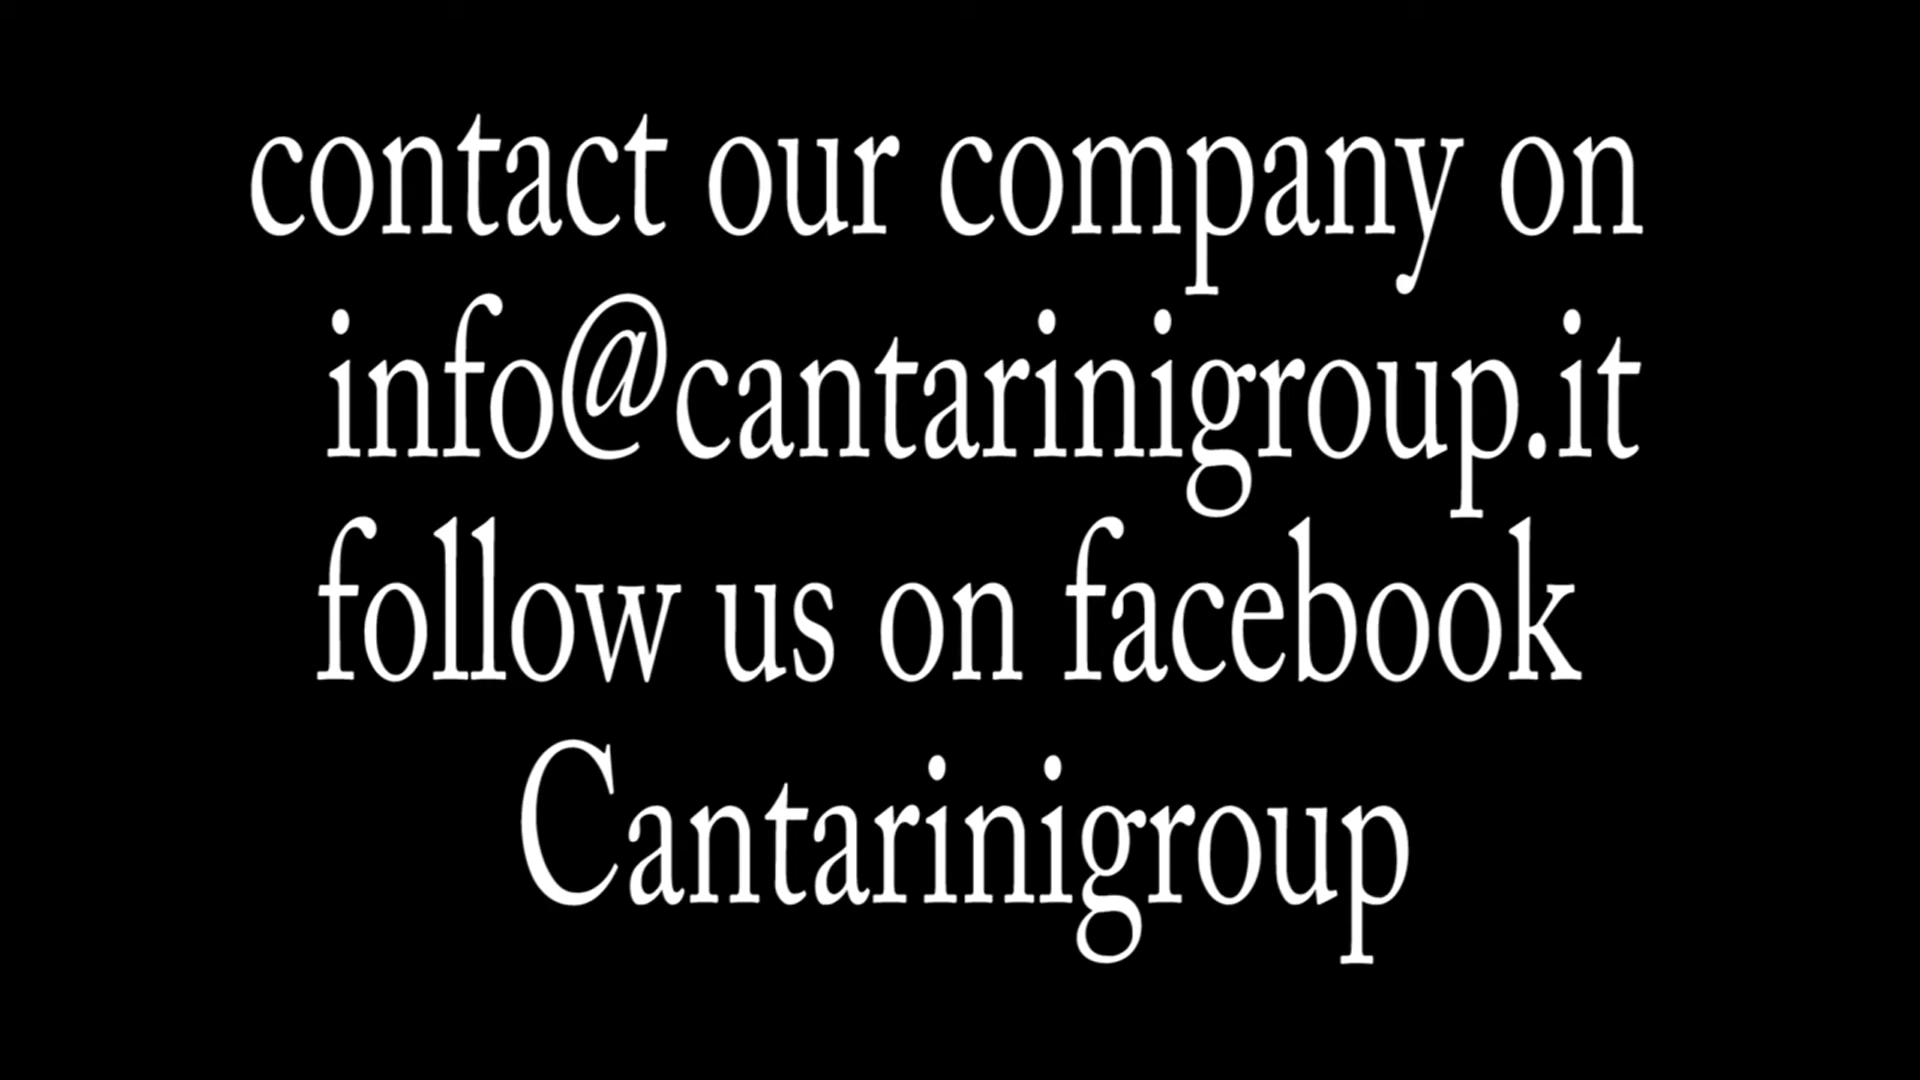 contact our company on
info@cantarinigroup.it
follow us on facebook
Cantarinigroup